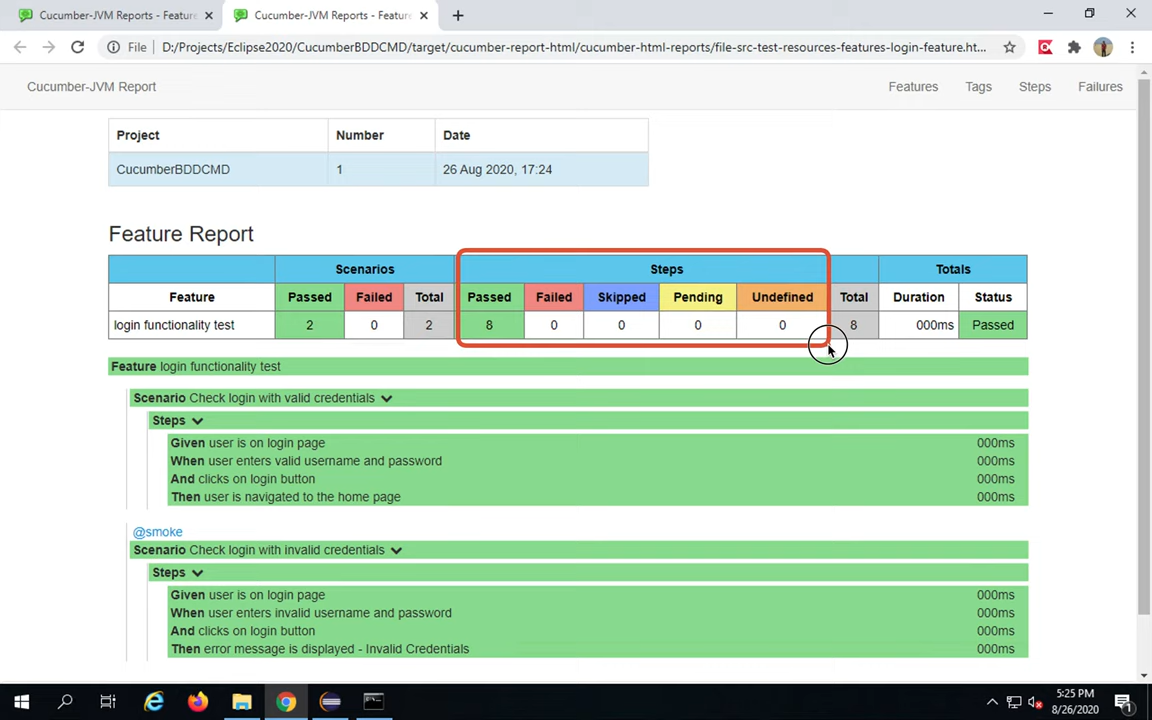 Cucumber-JVM Reports - Feature
Cucumber-JVM Reports - Feature
File D:/Projects/Eclipse2020/CucumberBDDCMD/target/cucumber-report-html/cucumber-html-reports/file-src-test-resources-features-login-feature.ht...
Cucumber-JVM Report Features Tags Steps Failures
Project Number Date
CucumberBDDCMD 1 26 Aug 2020, 17:24
Feature Report
Scenarios Steps Totals
Feature Passed Failed Total Passed Failed Skipped Pending Undefined Total Duration Status
login functionality test 2 0 2 8 0 0 0 0 8 000ms Passed
Feature login functionality test
Scenario Check login with valid credentials
Steps
Given user is on login page 000ms
When user enters valid username and password 000ms
And clicks on login button 000ms
Then user is navigated to the home page 000ms
@smoke
Scenario Check login with invalid credentials
Steps
Given user is on login page 000ms
When user enters invalid username and password 000ms
And clicks on login button 000ms
Then error message is displayed - Invalid Credentials 000ms
5:25 PM
8/26/2020
1